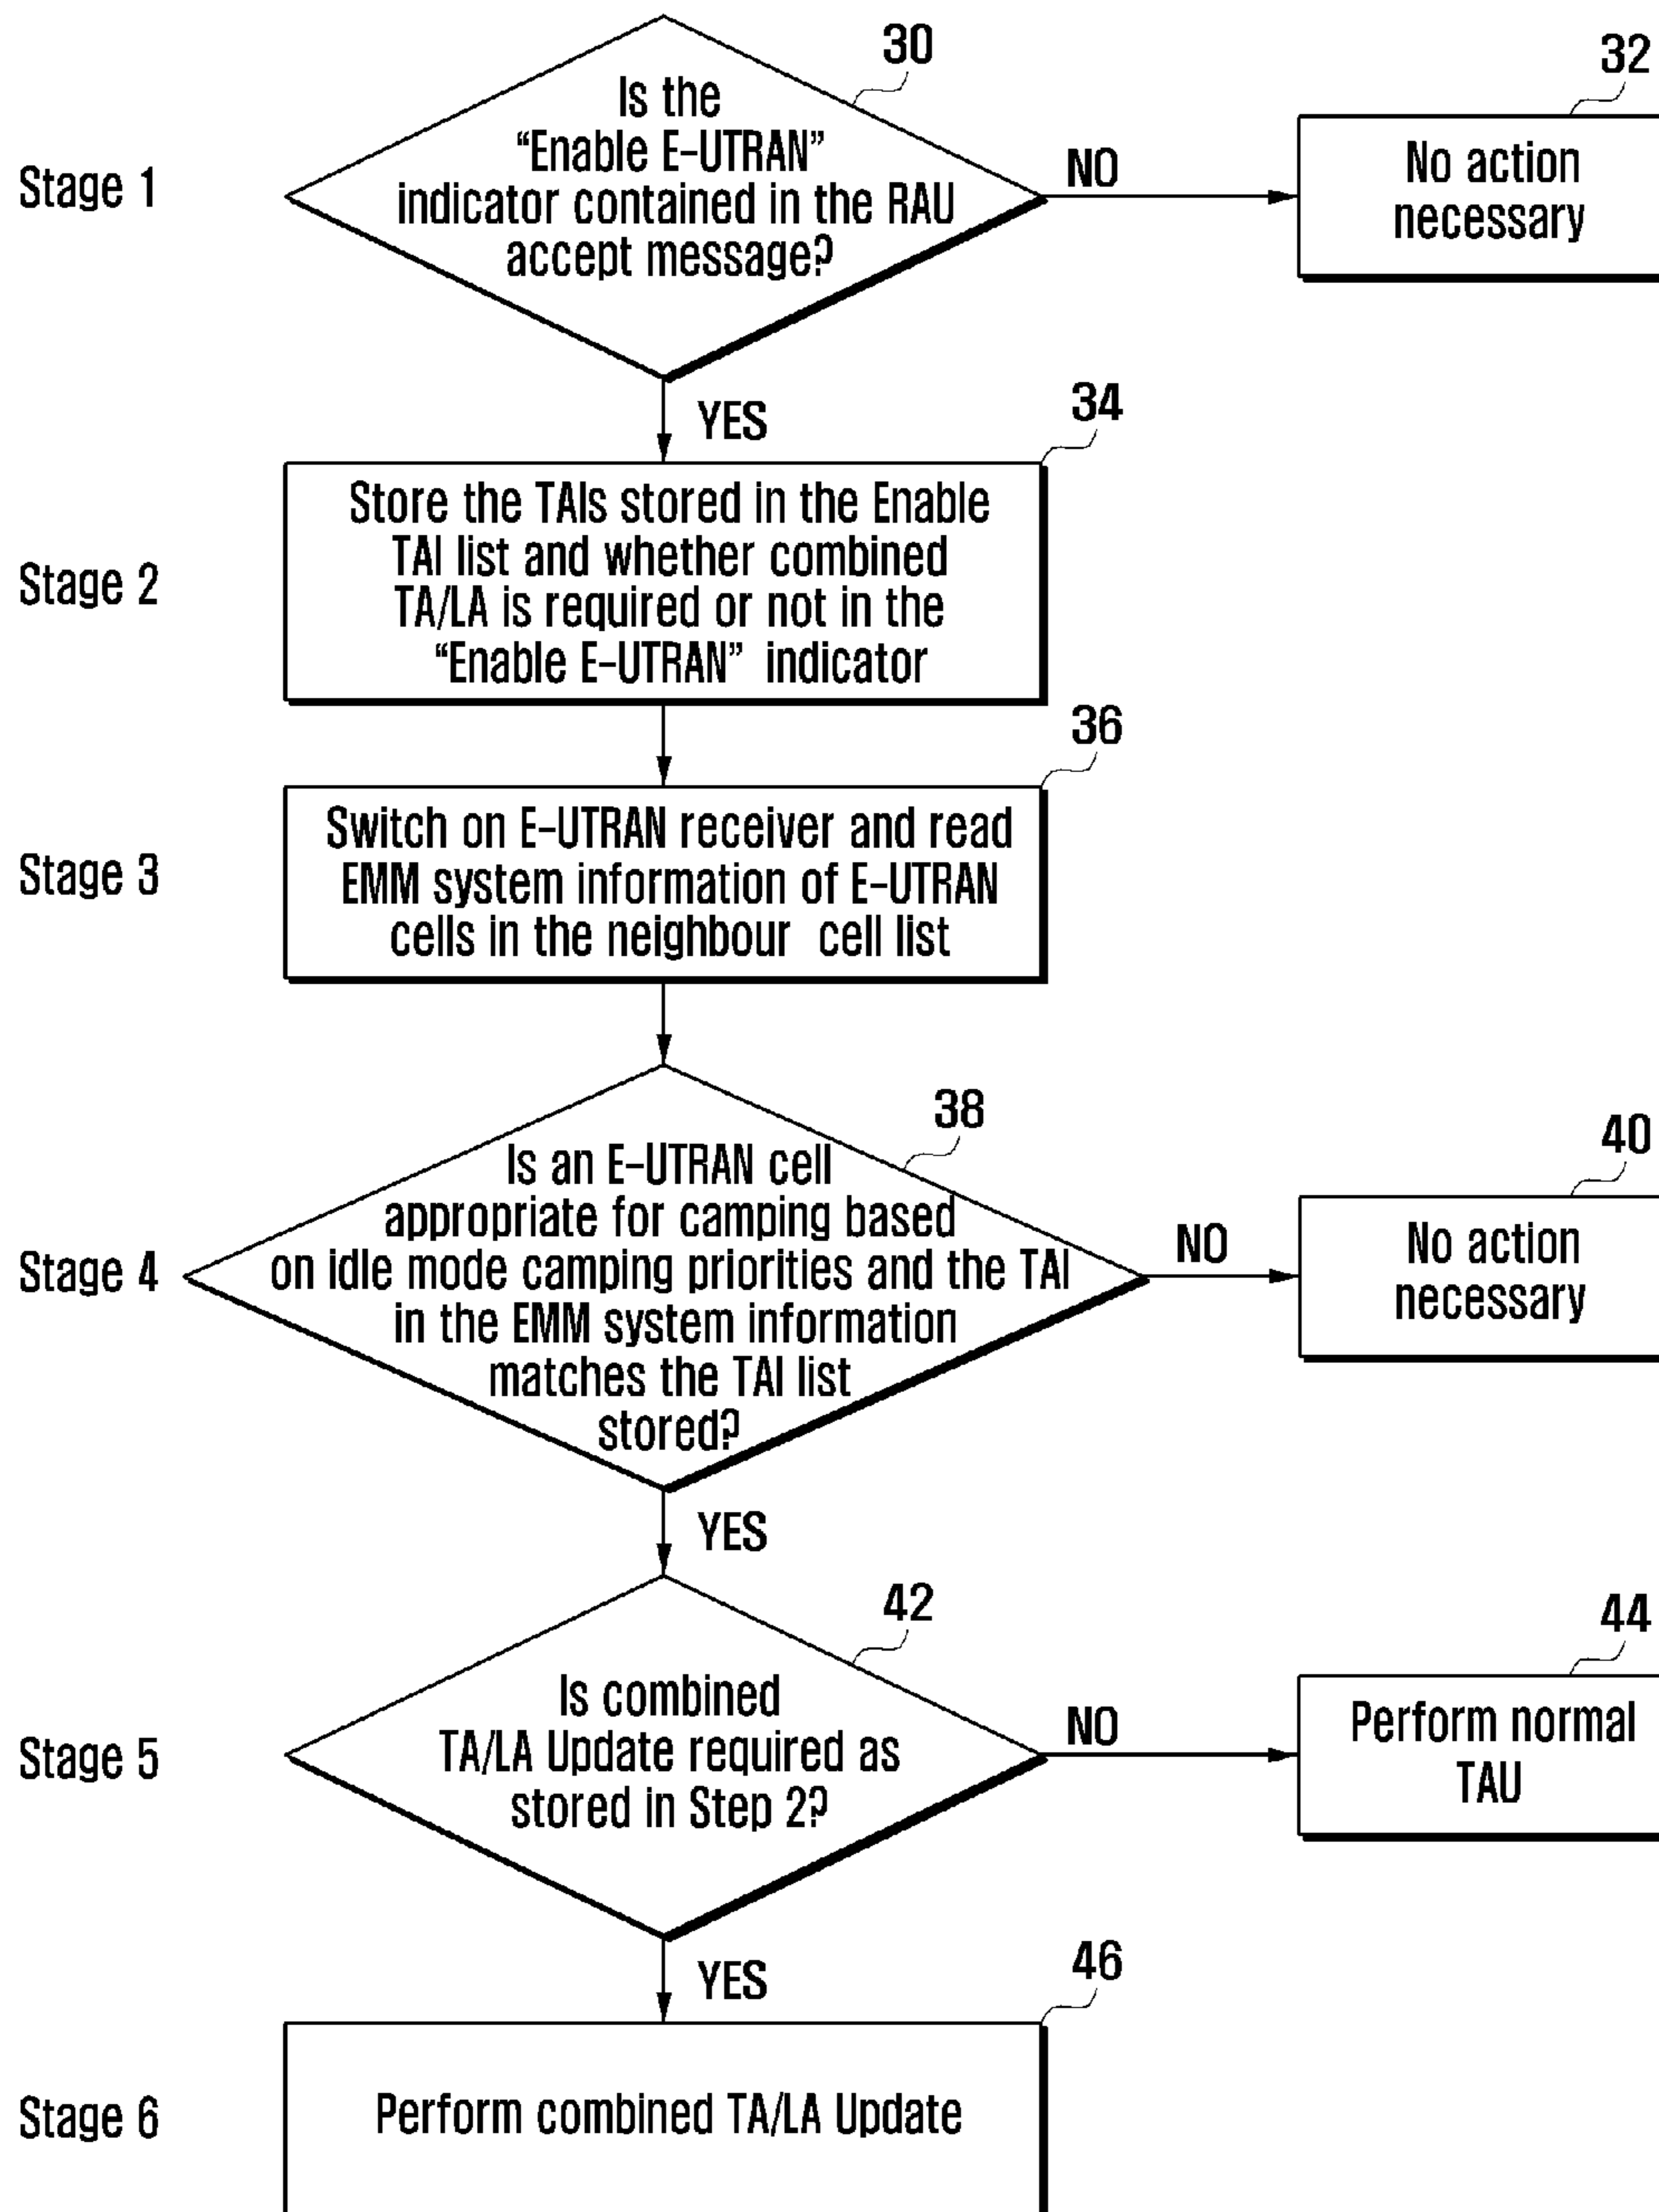 30
32
Stage 1
Is the
“Enable E-UTRAN”
indicator contained in the RAU
accept message?
NO
No action
necessary
YES
34
Stage 2
Store the TAIs stored in the Enable
TAI list and whether combined
TA/LA is required or not in the
“Enable E-UTRAN” indicator
36
Stage 3
Switch on E-UTRAN receiver and read
EMM system information of E-UTRAN
cells in the neighbour cell list
38
40
Stage 4
Is an E-UTRAN cell
appropriate for camping based
on idle mode camping priorities and the TAI
in the EMM system information
matches the TAI list
stored?
NO
No action
necessary
YES
42
44
Stage 5
Is combined
TA/LA Update required as
stored in Step 2?
NO
Perform normal
TAU
YES
46
Stage 6
Perform combined TA/LA Update